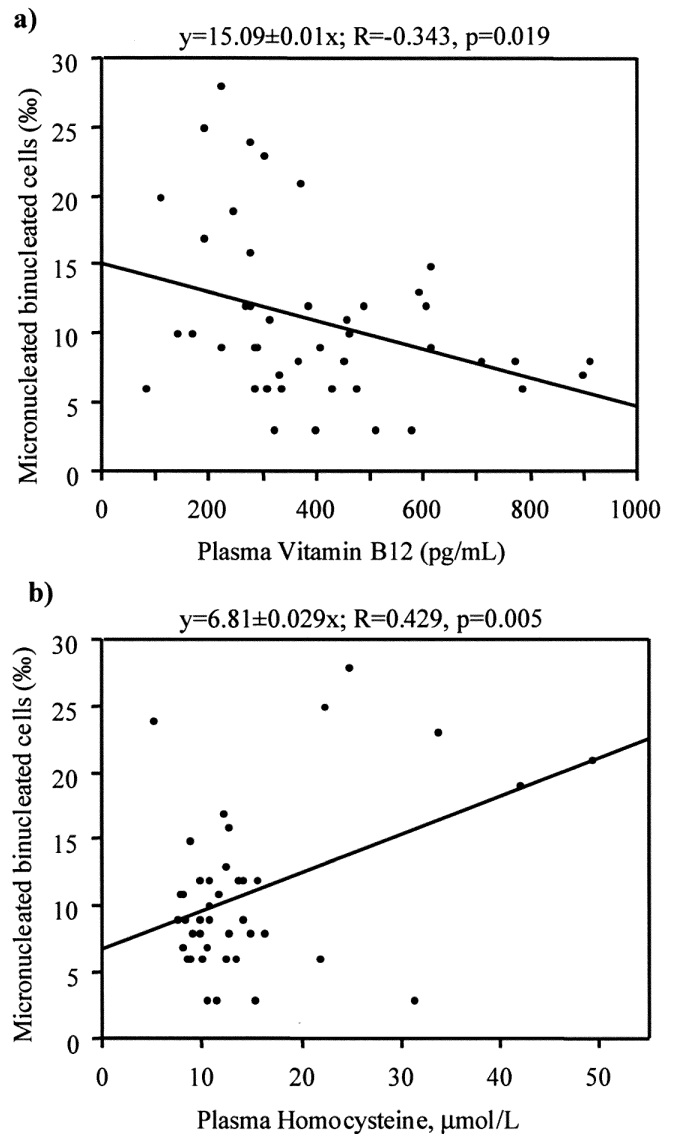 a)
y=15.09±0.01x; R=-0.343, p=0.019
30
25
20
15
10
5
0
Micronucleated binucleated cells (‰)
0 200 400 600 800 1000
Plasma Vitamin B12 (pg/mL)
b)
y=6.81±0.029x; R=0.429, p=0.005
30
25
20
15
10
5
0
Micronucleated binucleated cells (‰)
0 10 20 30 40 50
Plasma Homocysteine, μmol/L